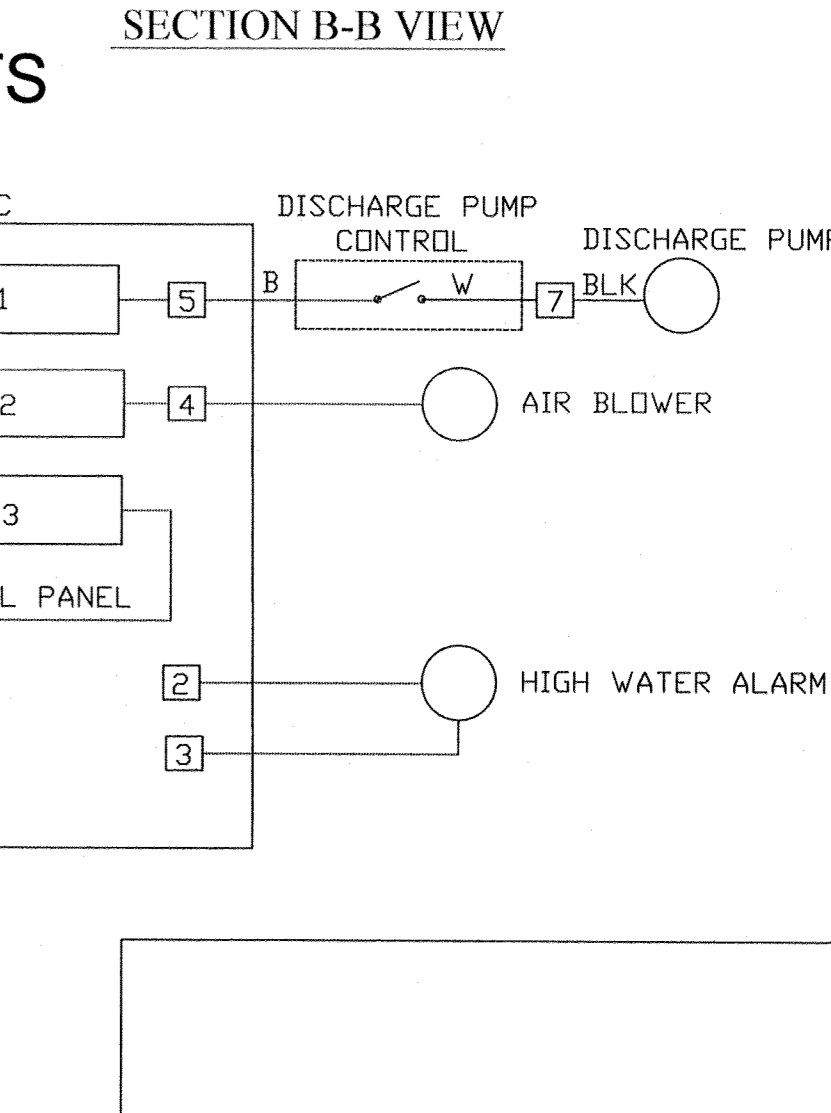 SECTION B-B VIEW
TS
C
DISCHARGE PUMP
CONTROL
DISCHARGE PUMP
1
5
B
W
7
BLK
2
4
AIR BLOWER
3
L PANEL
2
HIGH WATER ALARM
3